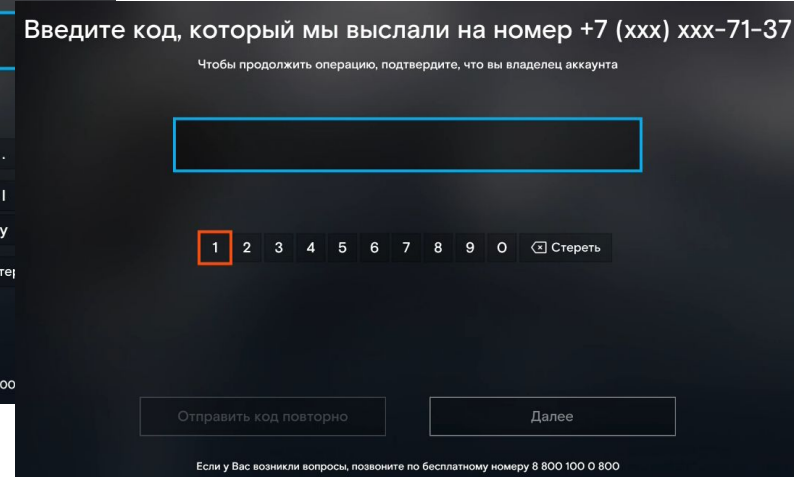 Введите код, который мы выслали на номер +7 (xxx) xxx-71-37
Чтобы продолжить операцию, подтвердите, что вы владелец аккаунта
1 2 3 4 5 6 7 8 9 0 Стереть
Отправить код повторно
Далее
Если у Вас возникли вопросы, позвоните по бесплатному номеру 8 800 100 0 800